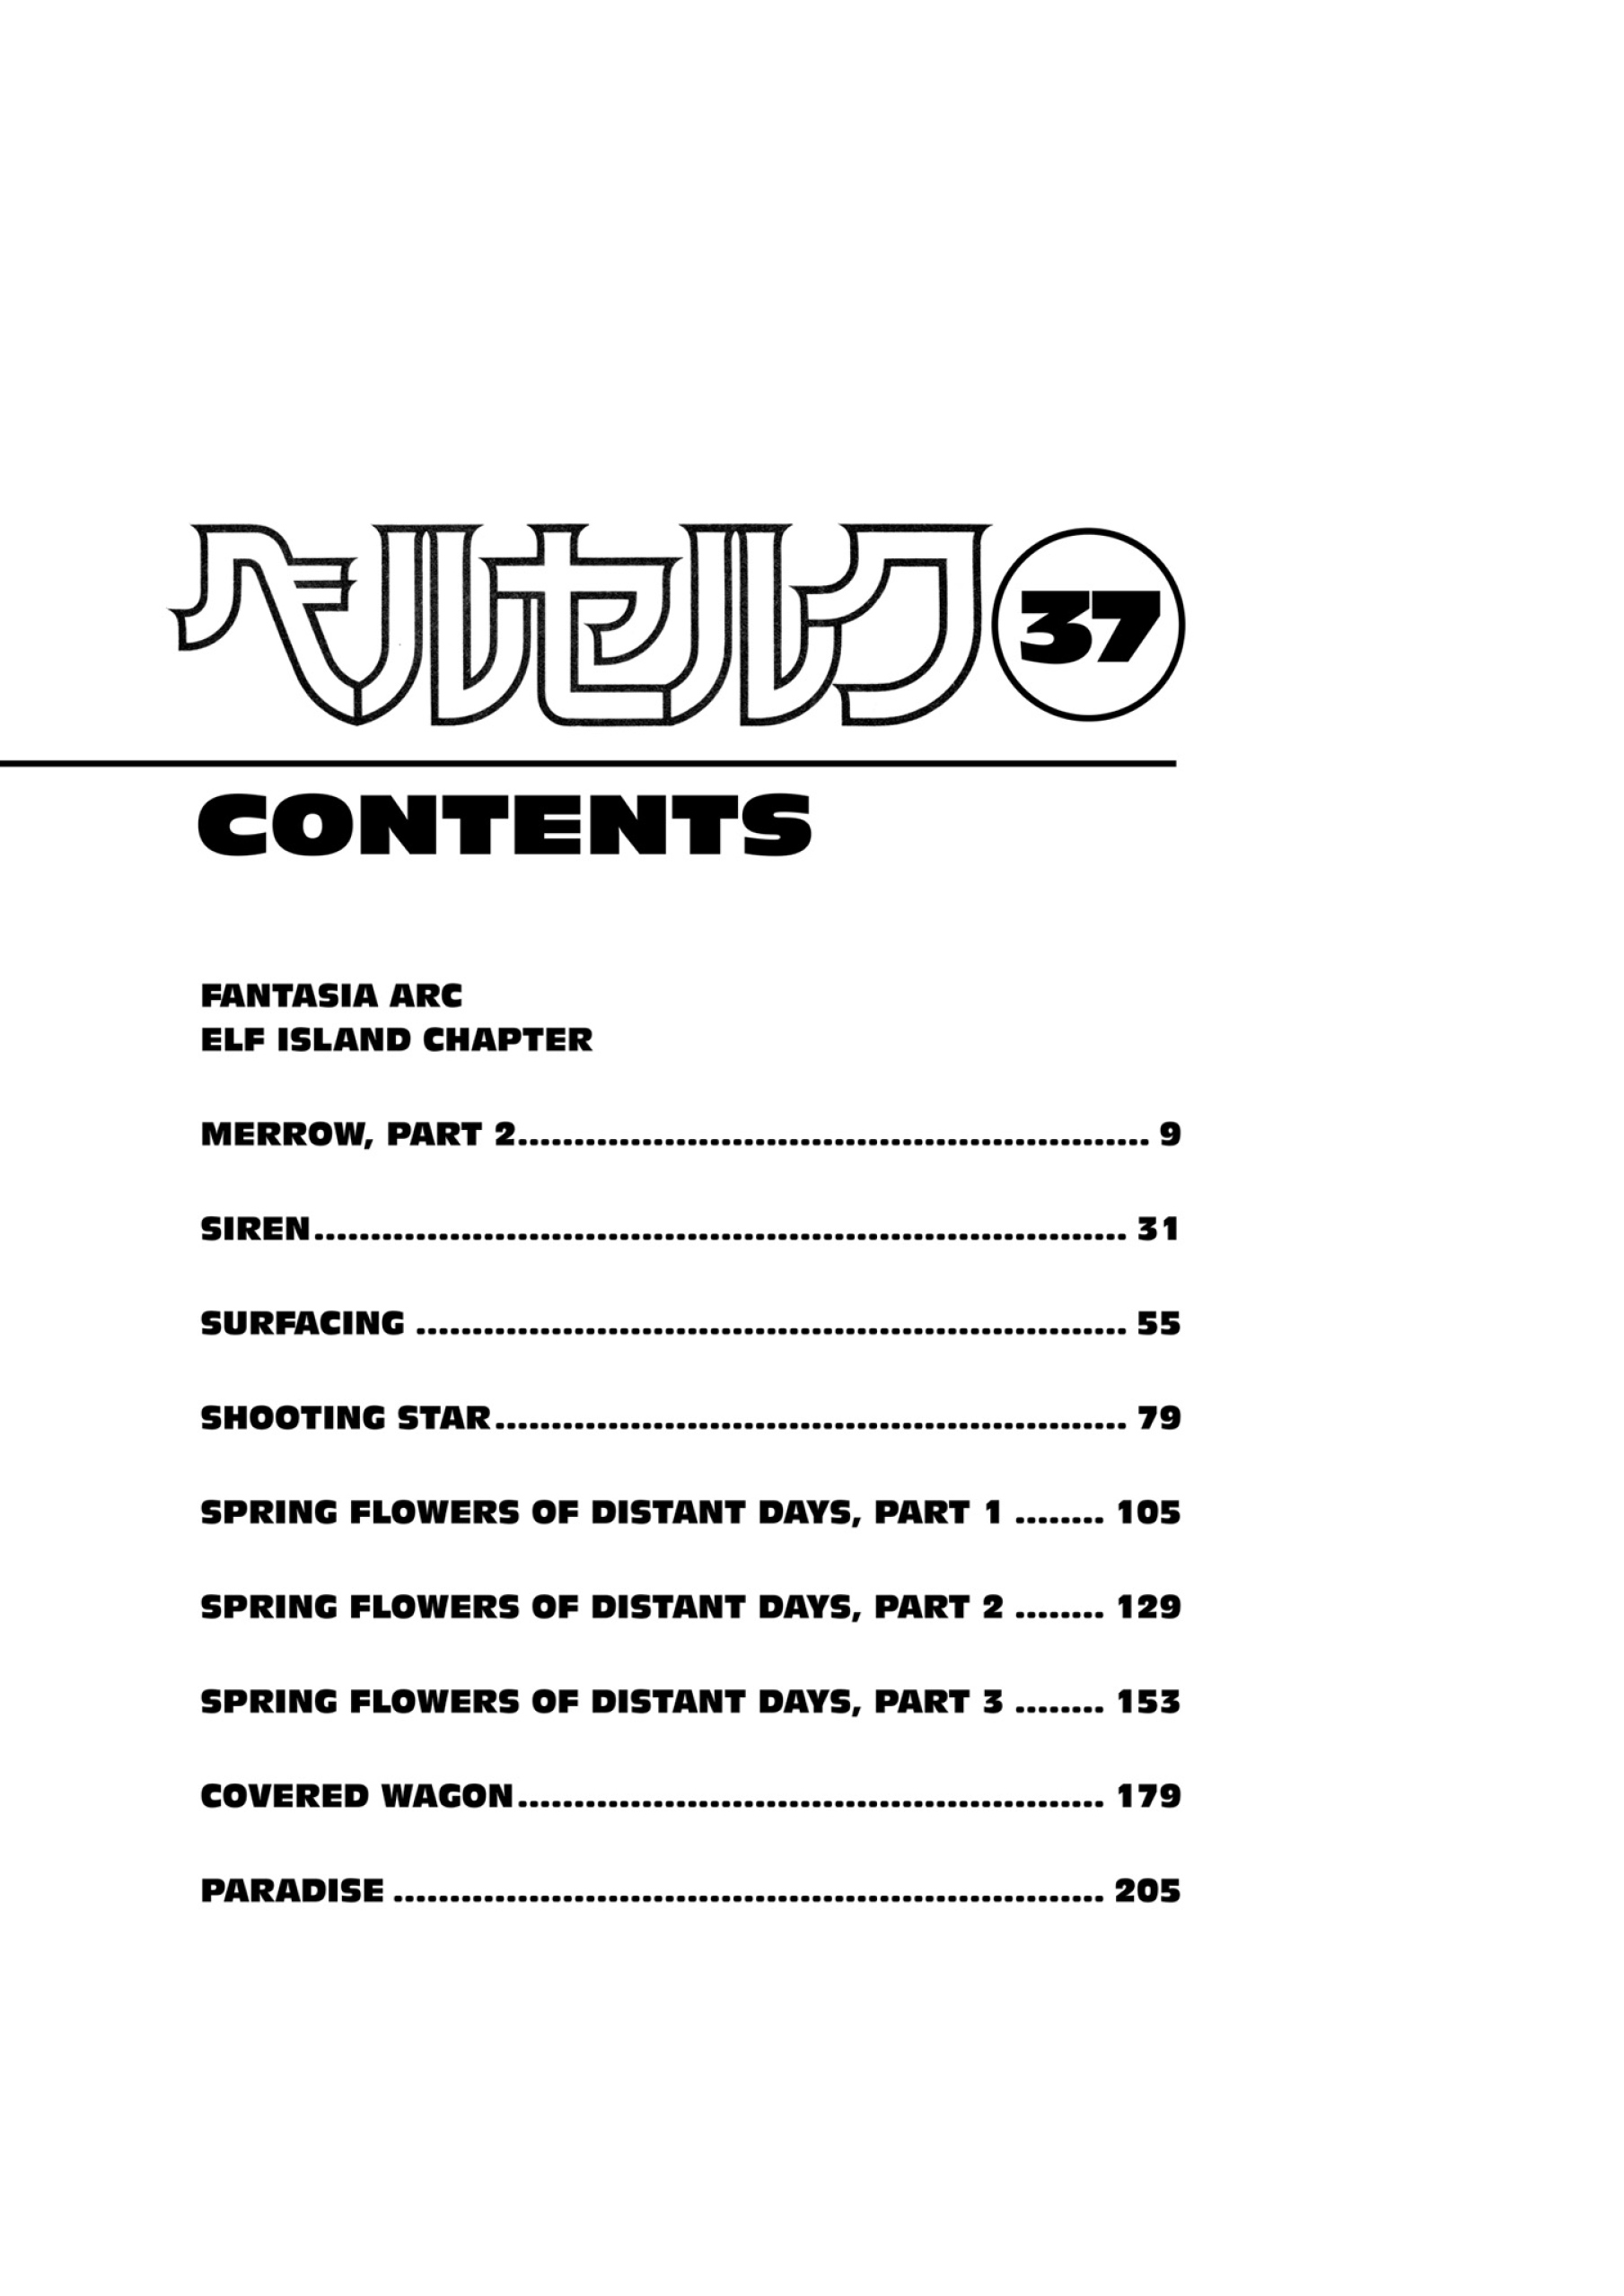 ベルセルク 37
CONTENTS
FANTASIA ARC
ELF ISLAND CHAPTER
MERROW, PART 2........................................................ 9
SIREN........................................................................ 31
SURFACING ............................................................... 55
SHOOTING STAR........................................................ 79
SPRING FLOWERS OF DISTANT DAYS, PART 1 ........ 105
SPRING FLOWERS OF DISTANT DAYS, PART 2 ........ 129
SPRING FLOWERS OF DISTANT DAYS, PART 3 ........ 153
COVERED WAGON.................................................... 179
PARADISE ............................................................... 205